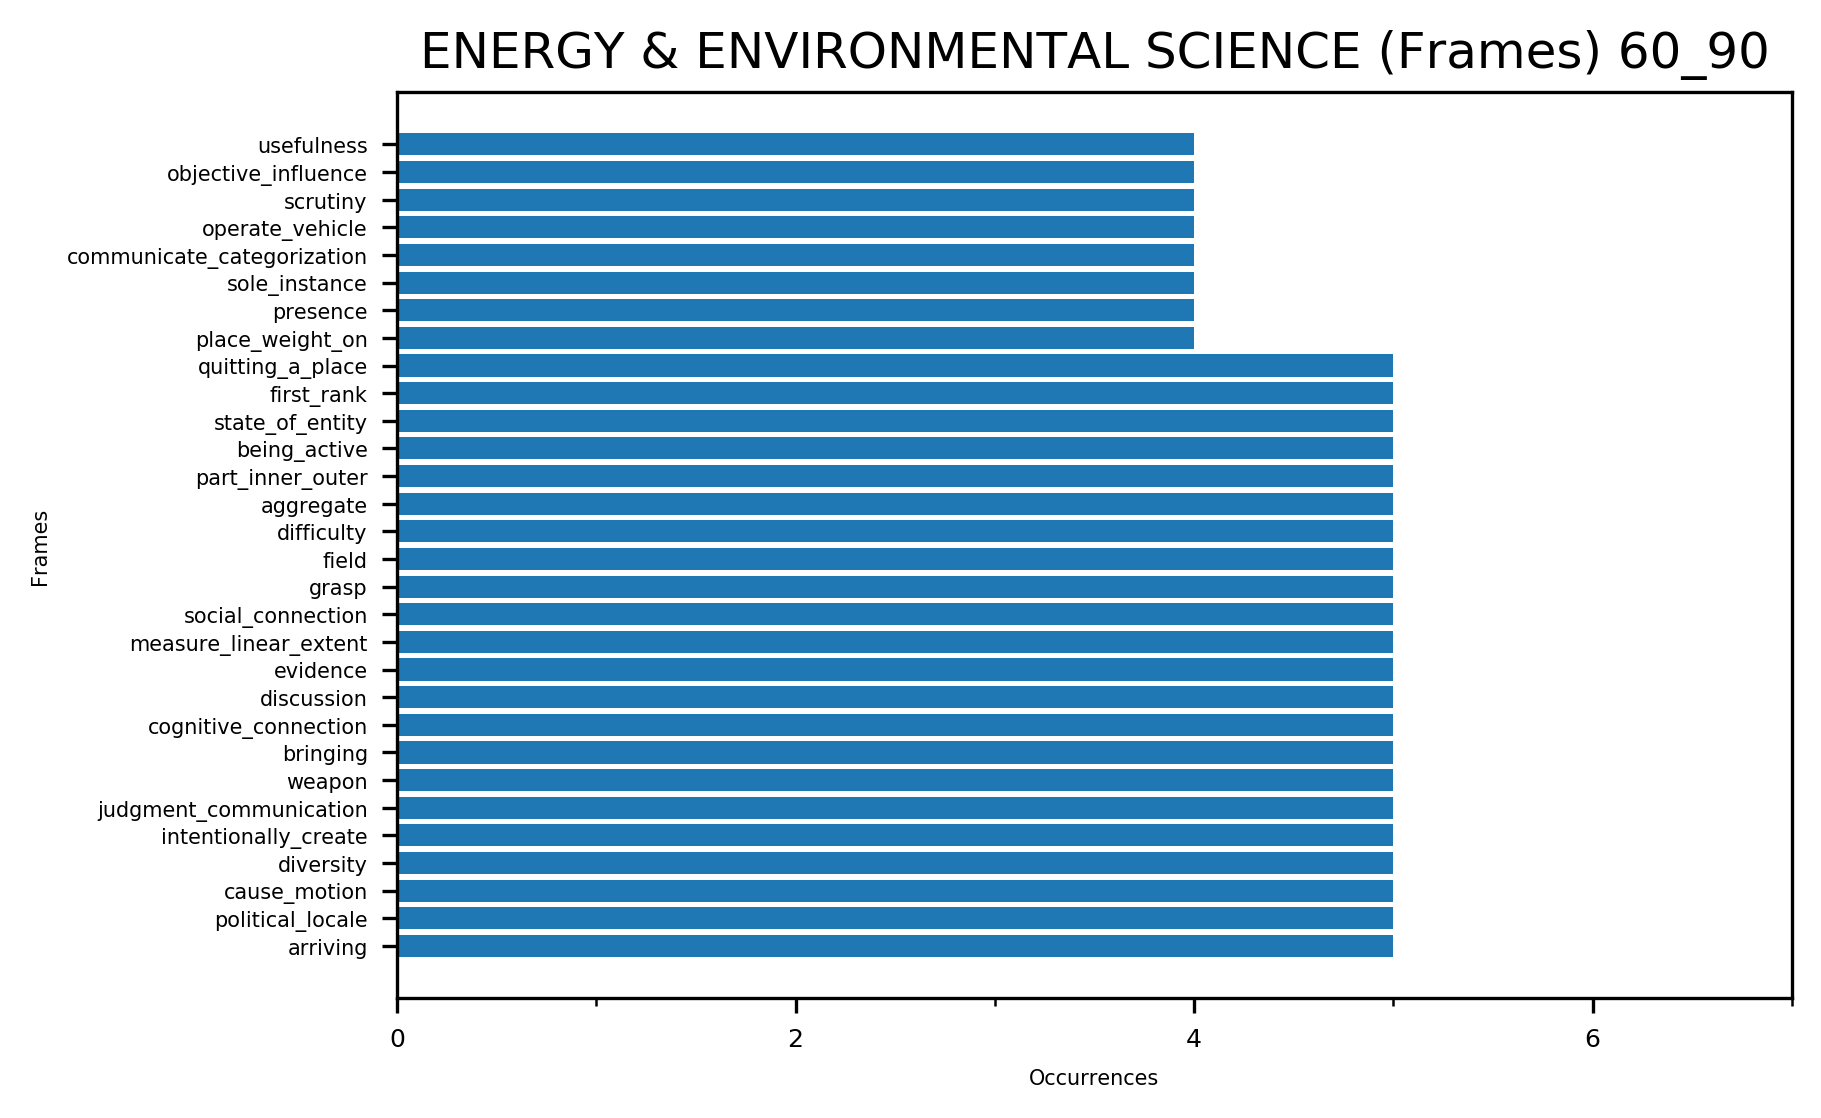 ENERGY & ENVIRONMENTAL SCIENCE (Frames) 60_90
usefulness
objective_influence
scrutiny
operate_vehicle
communicate_categorization
sole_instance
presence
place_weight_on
quitting_a_place
first_rank
state_of_entity
being_active
part_inner_outer
aggregate
difficulty
field
grasp
social_connection
measure_linear_extent
evidence
discussion
cognitive_connection
bringing
weapon
judgment_communication
intentionally_create
diversity
cause_motion
political_locale
arriving
Frames
0 2 4 6
Occurrences